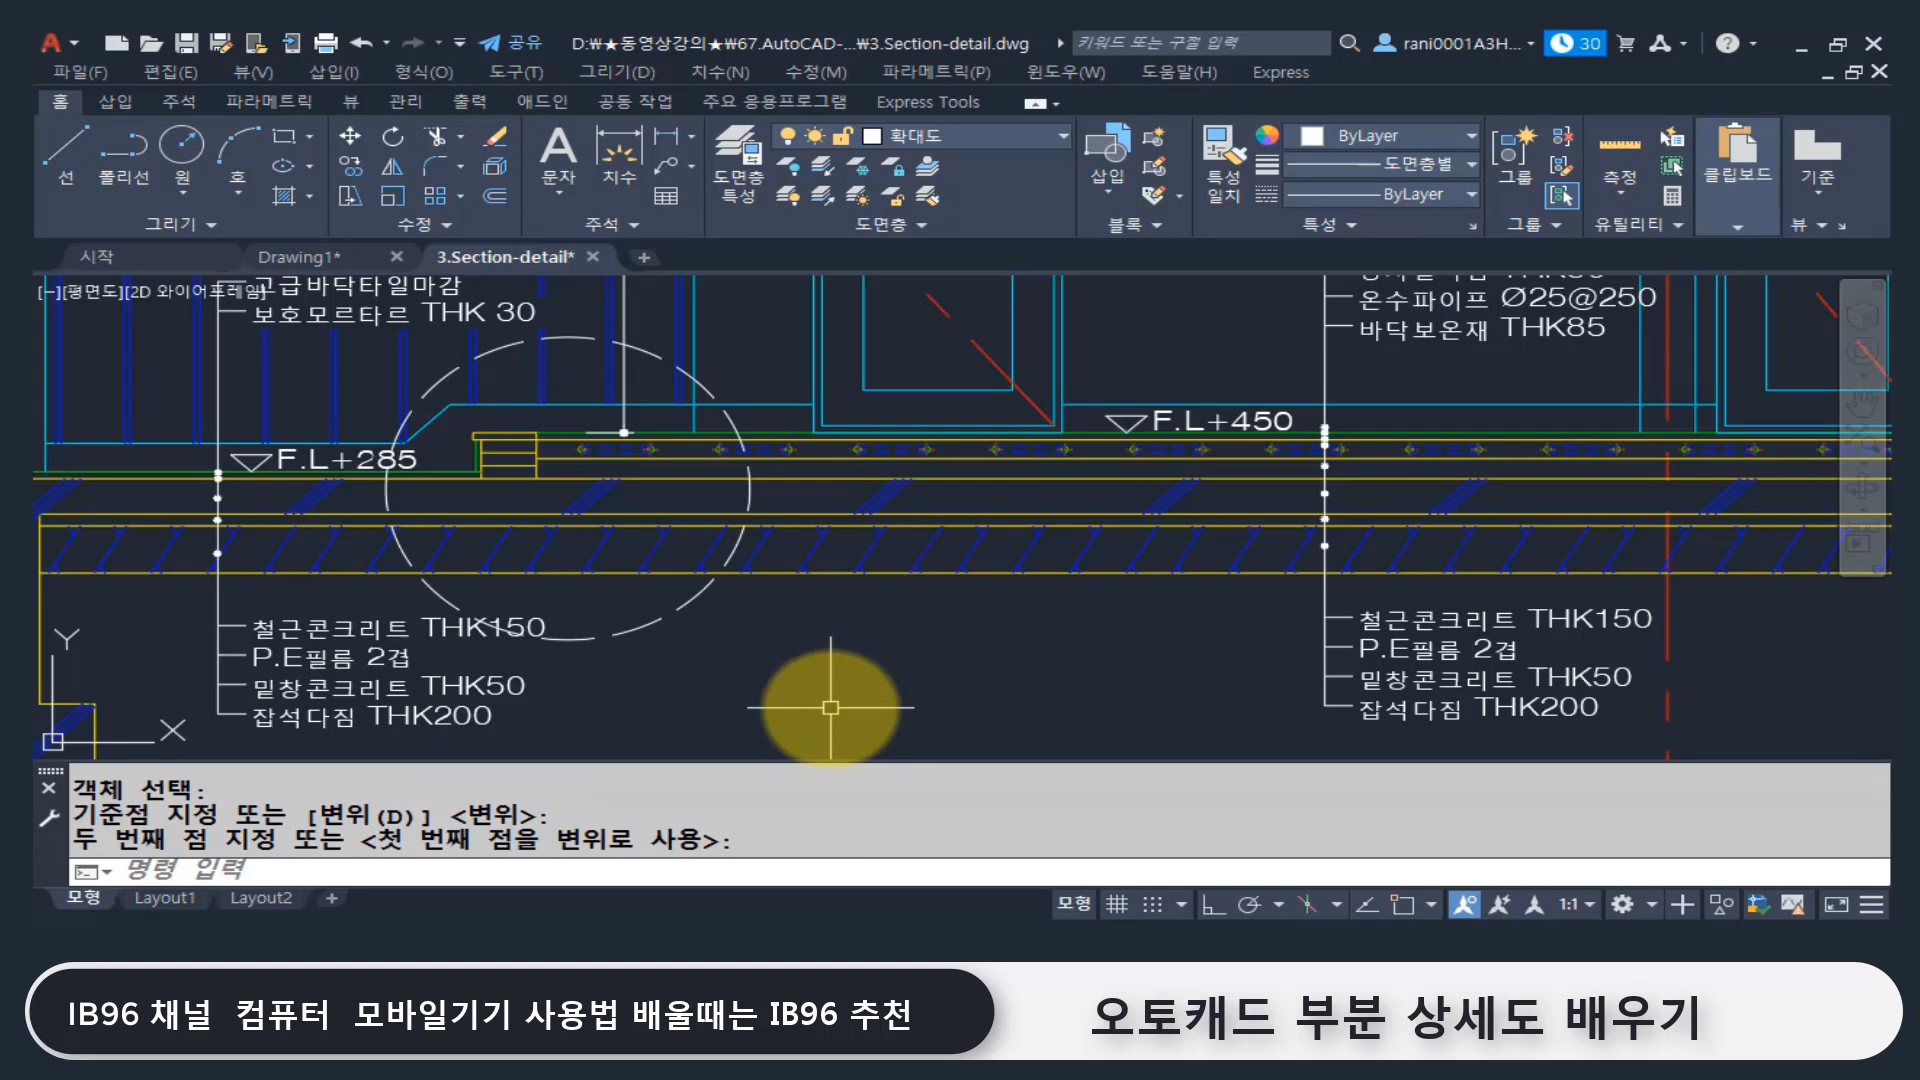 공유
D:₩★동영상강의★₩67.AutoCAD-...₩3.Section-detail.dwg
키워드 또는 구절 입력
rani0001A3H...
30
파일(F) 편집(E) 뷰(V) 삽입(I) 형식(O) 도구(T) 그리기(D) 치수(N) 수정(M) 파라메트릭(P) 윈도우(W) 도움말(H) Express
홈 삽입 주석 파라메트릭 뷰 관리 출력 애드인 공동 작업 주요 응용프로그램 Express Tools
확대도
ByLayer
도면층별
ByLayer
선 폴리선 원 호
문자 치수
도면층 특성
삽입
특성 일치
그룹
측정
클립보드
기준
그리기 수정 주석 도면층 블록 특성 그룹 유틸리티 뷰
시작 Drawing1* 3.Section-detail*
[−][평면도][2D 와이어프레임]
고급바닥타일마감
보호모르타르 THK 30
온수파이프 Ø25@250
바닥보온재 THK85
F.L+450
F.L+285
철근콘크리트 THK150
P.E필름 2겹
밑창콘크리트 THK50
잡석다짐 THK200
철근콘크리트 THK150
P.E필름 2겹
밑창콘크리트 THK50
잡석다짐 THK200
Y
X
객체 선택:
기준점 지정 또는 [변위(D)] <변위>:
두 번째 점 지정 또는 <첫 번째 점을 변위로 사용>:
명령 입력
모형 Layout1 Layout2
모형 1:1
IB96 채널 컴퓨터 모바일기기 사용법 배울때는 IB96 추천
오토캐드 부분 상세도 배우기